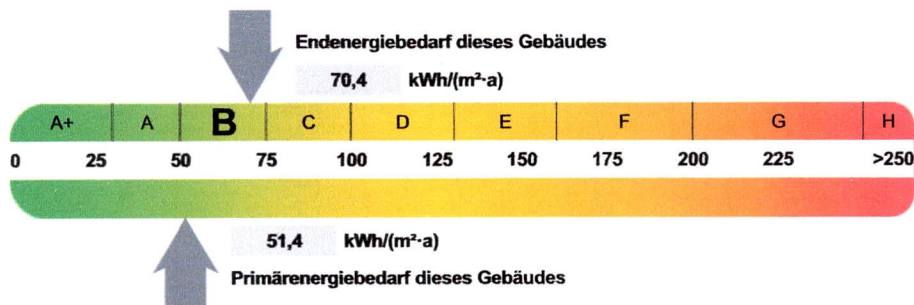 Endenergiebedarf dieses Gebäudes
70,4 kWh/(m²·a)
A+ A B C D E F G H
0 25 50 75 100 125 150 175 200 225 >250
51,4 kWh/(m²·a)
Primärenergiebedarf dieses Gebäudes